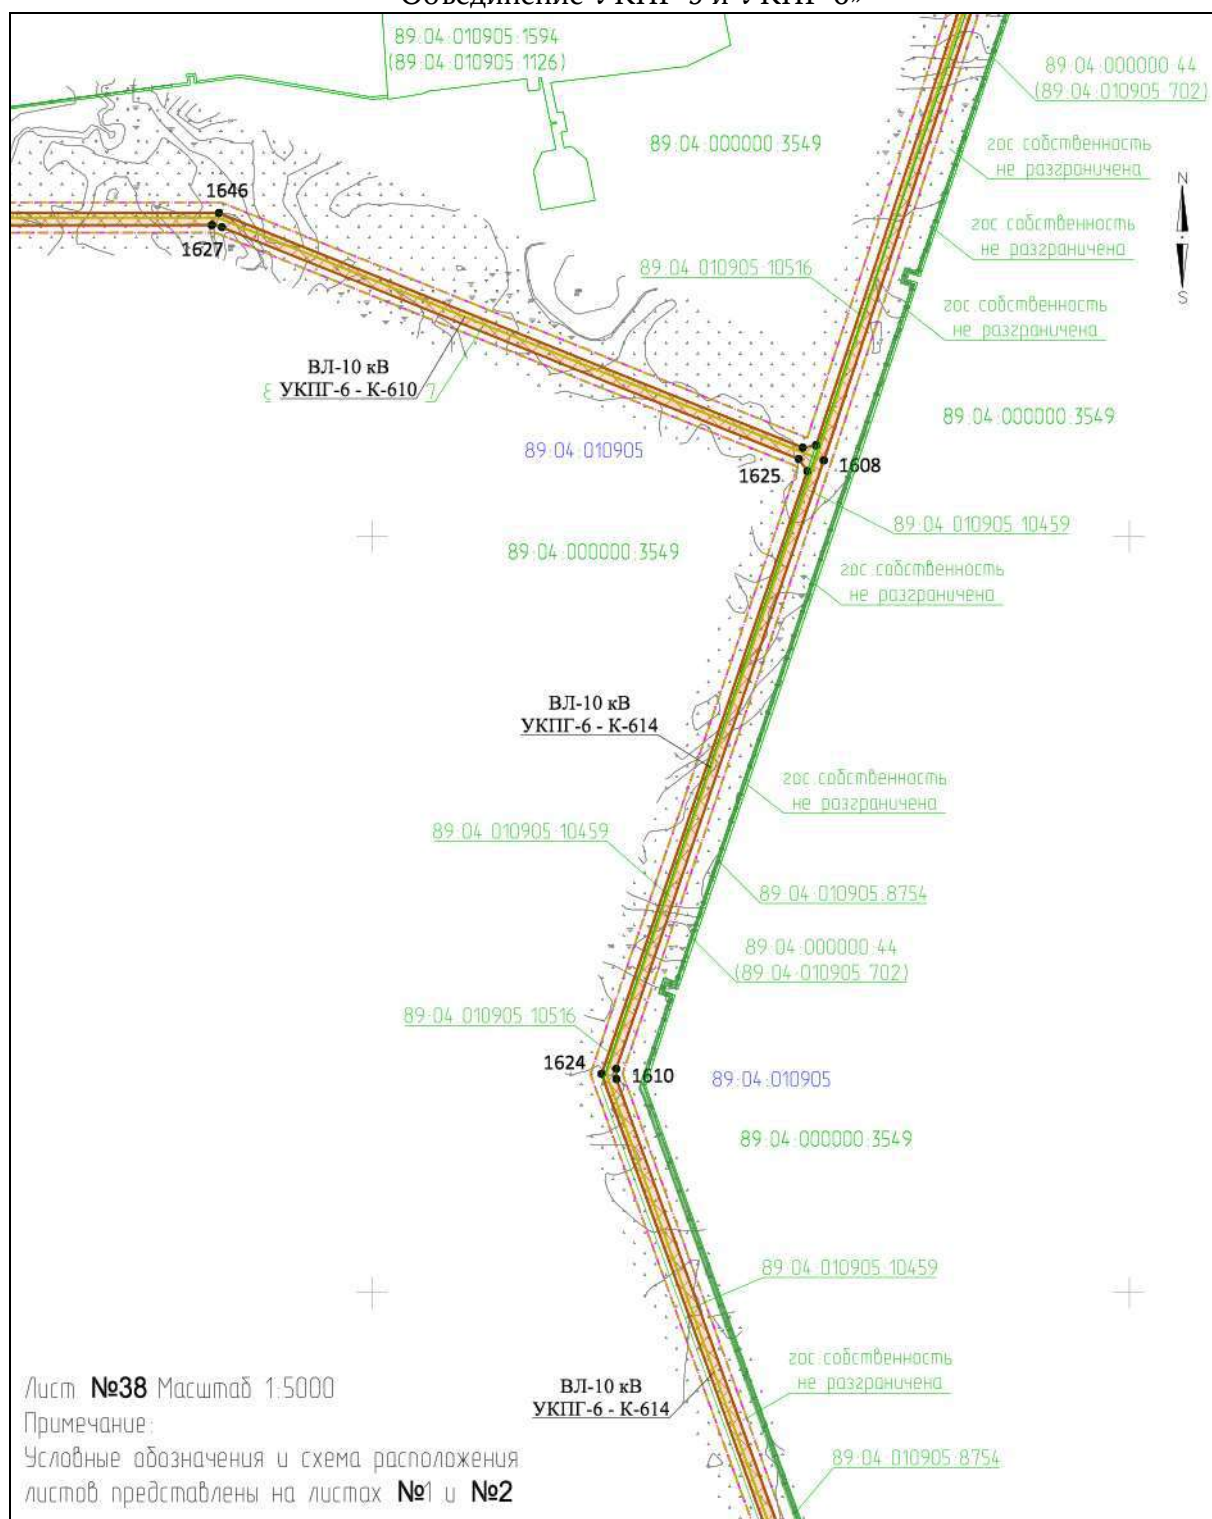 89:04:010905:1594
(89:04:010905:1126)
89:04:000000:44
(89:04:010905:702)
89:04:000000:3549
гос.собственность
не разграничена
N
S
1646
1627
гос.собственность
не разграничена
89:04:010905:10516
гос.собственность
не разграничена
ВЛ-10 кВ
УКПГ-6 - К-610
89:04:000000:3549
89:04:010905
1625
1608
89:04:010905:10459
89:04:000000:3549
гос.собственность
не разграничена
ВЛ-10 кВ
УКПГ-6 - К-614
гос.собственность
не разграничена
89:04:010905:10459
89:04:010905:8754
89:04:000000:44
(89:04:010905:702)
89:04:010905:10516
1624
1610
89:04:010905
89:04:000000:3549
89:04:010905:10459
гос.собственность
не разграничена
ВЛ-10 кВ
УКПГ-6 - К-614
89:04:010905:8754
Лист №38 Масштаб 1:5000
Примечание:
Условные обозначения и схема расположения
листов представлены на листах №1 и №2